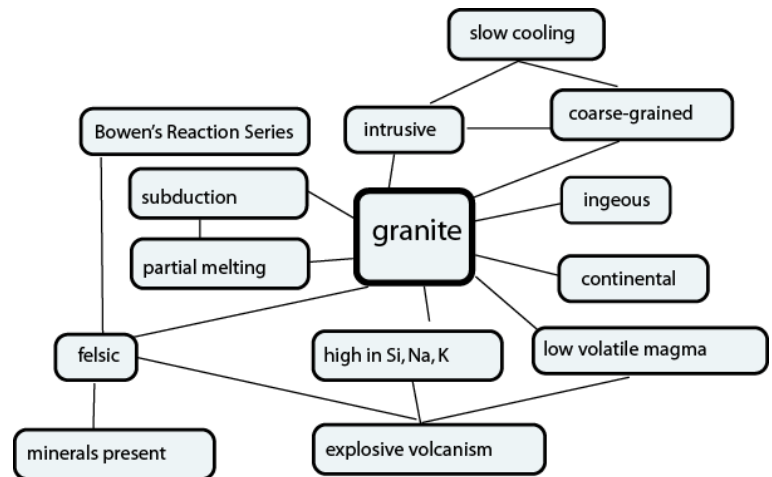 slow cooling
coarse-grained
intrusive
Bowen's Reaction Series
subduction
ingeous
granite
partial melting
continental
felsic
high in Si, Na, K
low volatile magma
minerals present
explosive volcanism